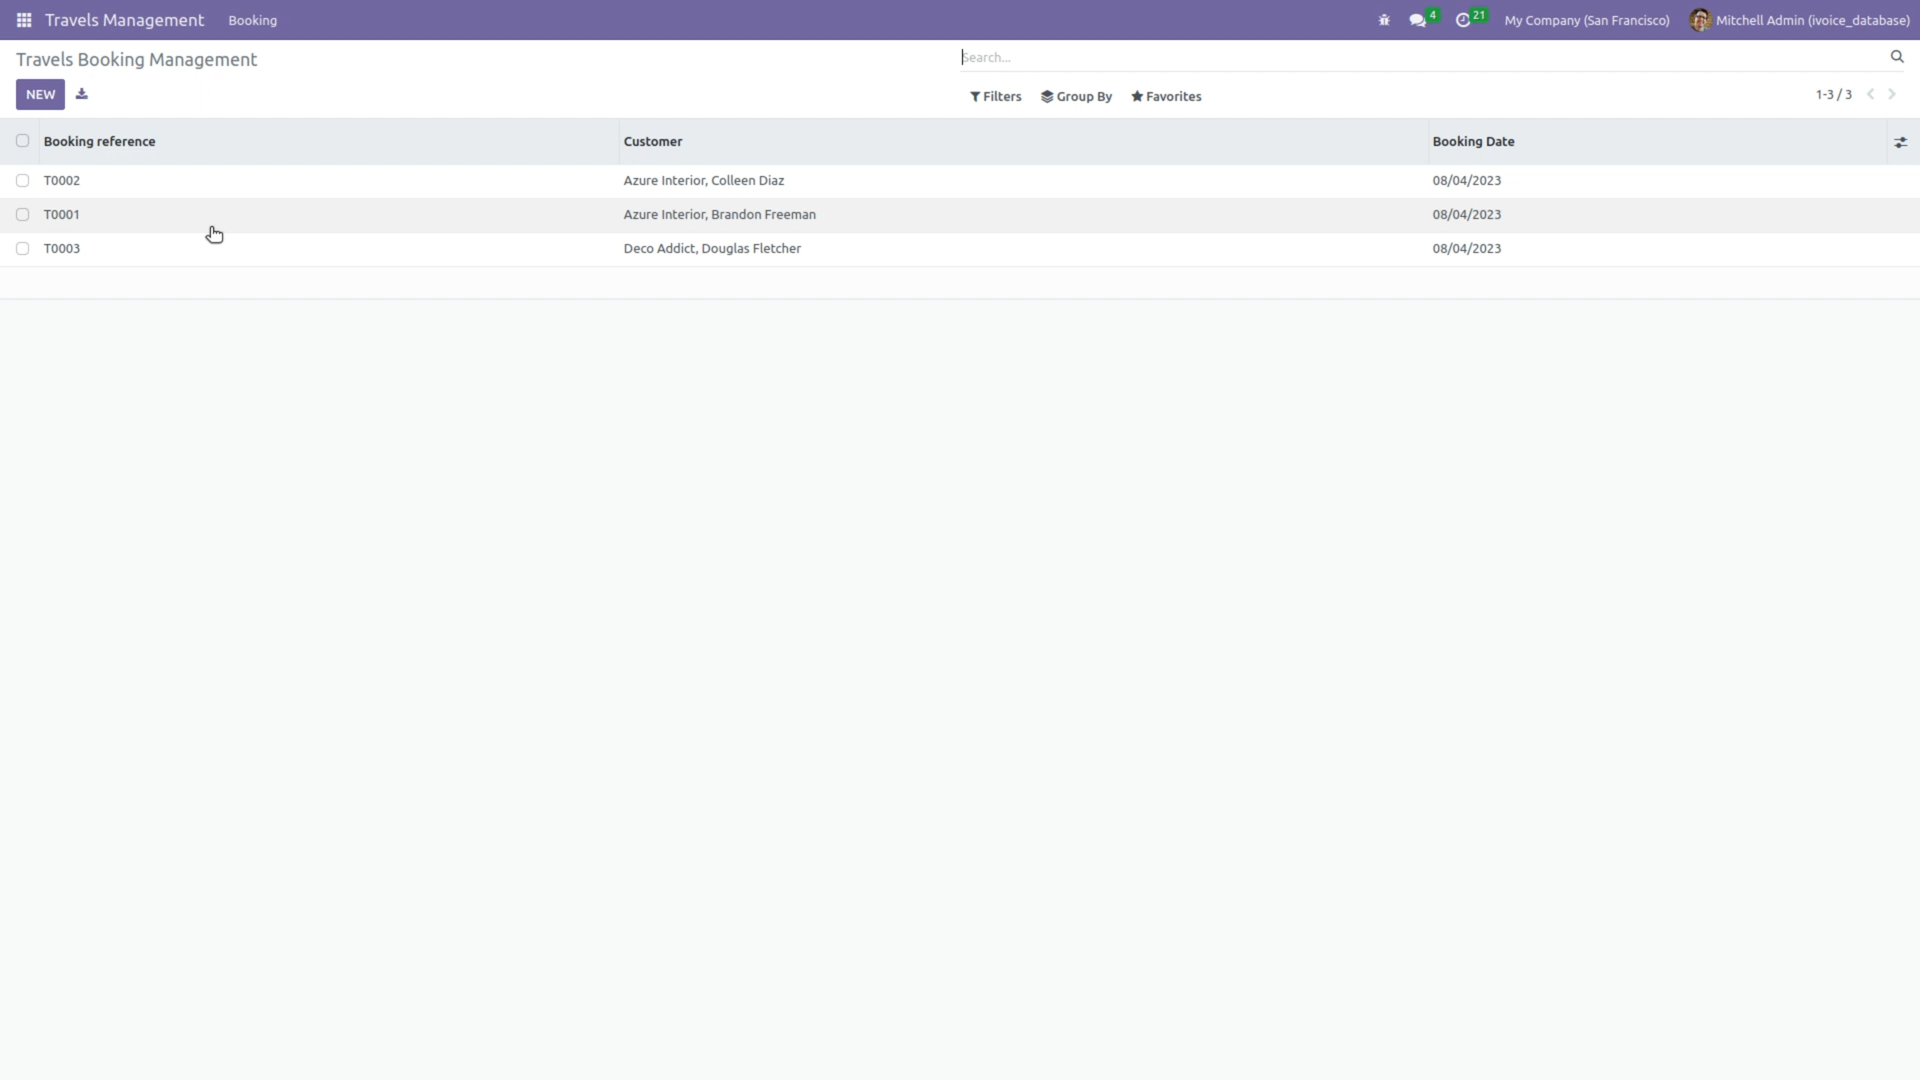 Travels Management Booking 4 21 My Company (San Francisco) Mitchell Admin (ivoice_database)
Travels Booking Management Search...
NEW Filters Group By Favorites 1-3 / 3
Booking reference Customer Booking Date
T0002 Azure Interior, Colleen Diaz 08/04/2023
T0001 Azure Interior, Brandon Freeman 08/04/2023
T0003 Deco Addict, Douglas Fletcher 08/04/2023